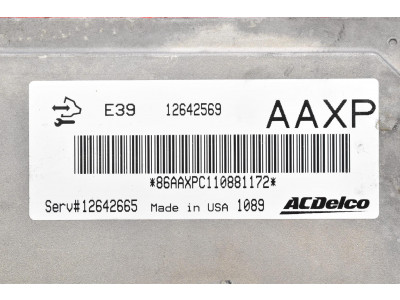 E39 12642569 AAXP
*86AAXPC110881172*
Serv#12642665 Made in USA 1089 ACDelco